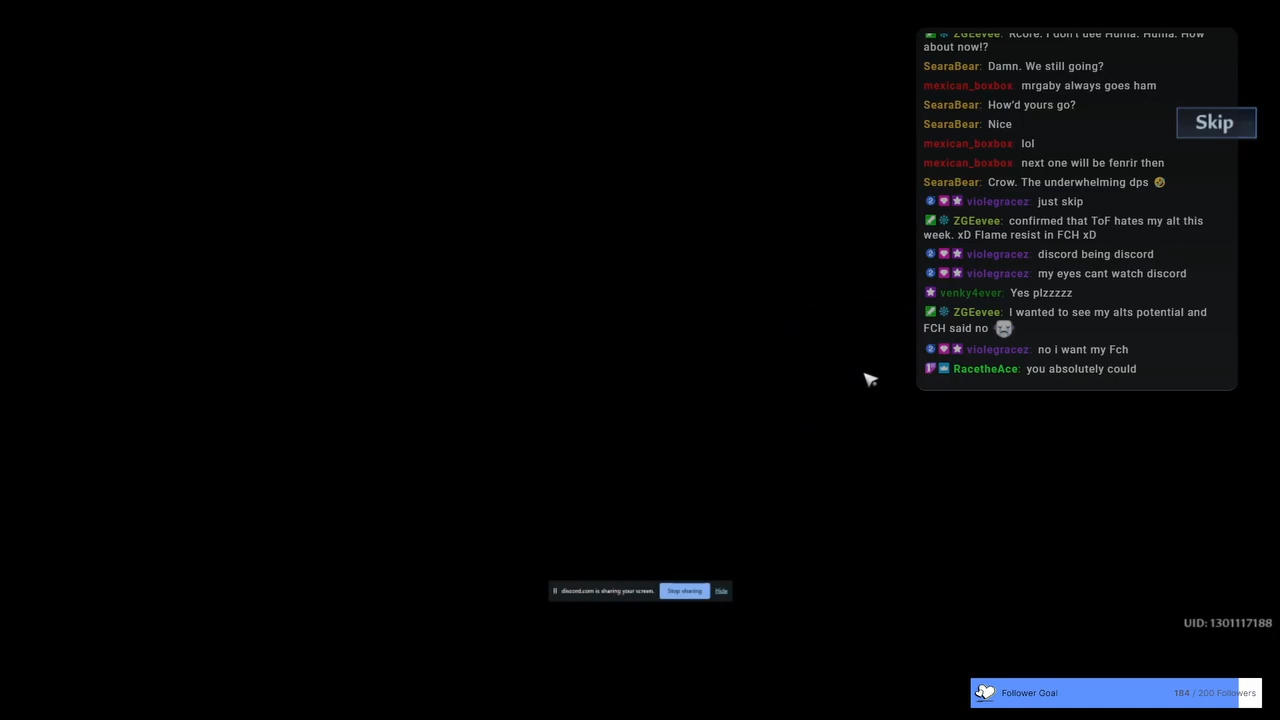 ZGEevee: RCore. I don't uee Huma. Huma. How
about now!?
SearaBear: Damn. We still going?
mexican_boxbox: mrgaby always goes ham
SearaBear: How'd yours go?
SearaBear: Nice
Skip
mexican_boxbox: lol
mexican_boxbox: next one will be fenrir then
SearaBear: Crow. The underwhelming dps
violegracez: just skip
ZGEevee: confirmed that ToF hates my alt this
week. xD Flame resist in FCH xD
violegracez: discord being discord
violegracez: my eyes cant watch discord
venky4ever: Yes plzzzzz
ZGEevee: I wanted to see my alts potential and
FCH said no
violegracez: no i want my Fch
RacetheAce: you absolutely could
discord.com is sharing your screen. Stop sharing Hide
UID: 1301117188
Follower Goal 184 / 200 Followers